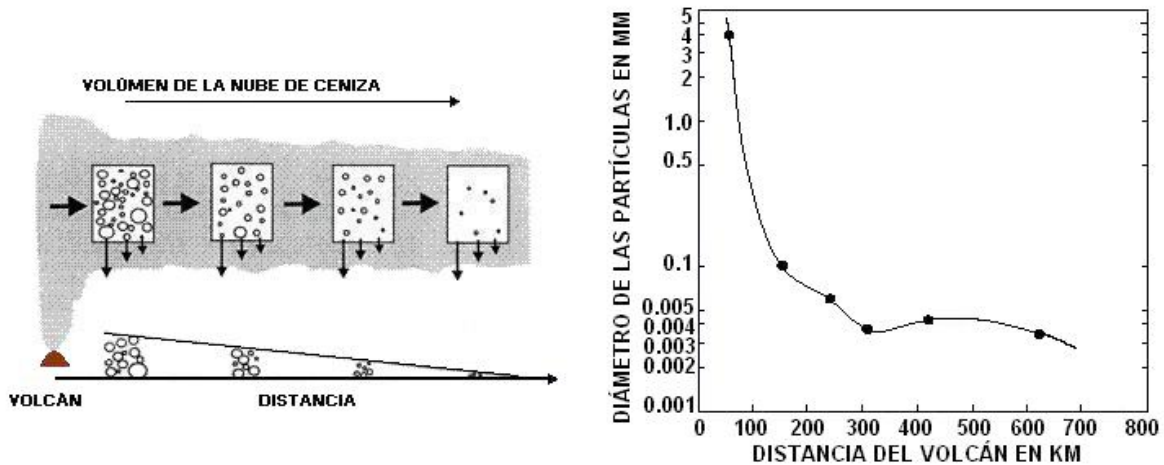 VOLÚMEN DE LA NUBE DE CENIZA
VOLCÁN
DISTANCIA
DIÁMETRO DE LAS PARTÍCULAS EN MM
5
4
3
2
1.0
0.5
0.1
0.005
0.004
0.003
0.002
0.001
0 100 200 300 400 500 600 700 800
DISTANCIA DEL VOLCÁN EN KM